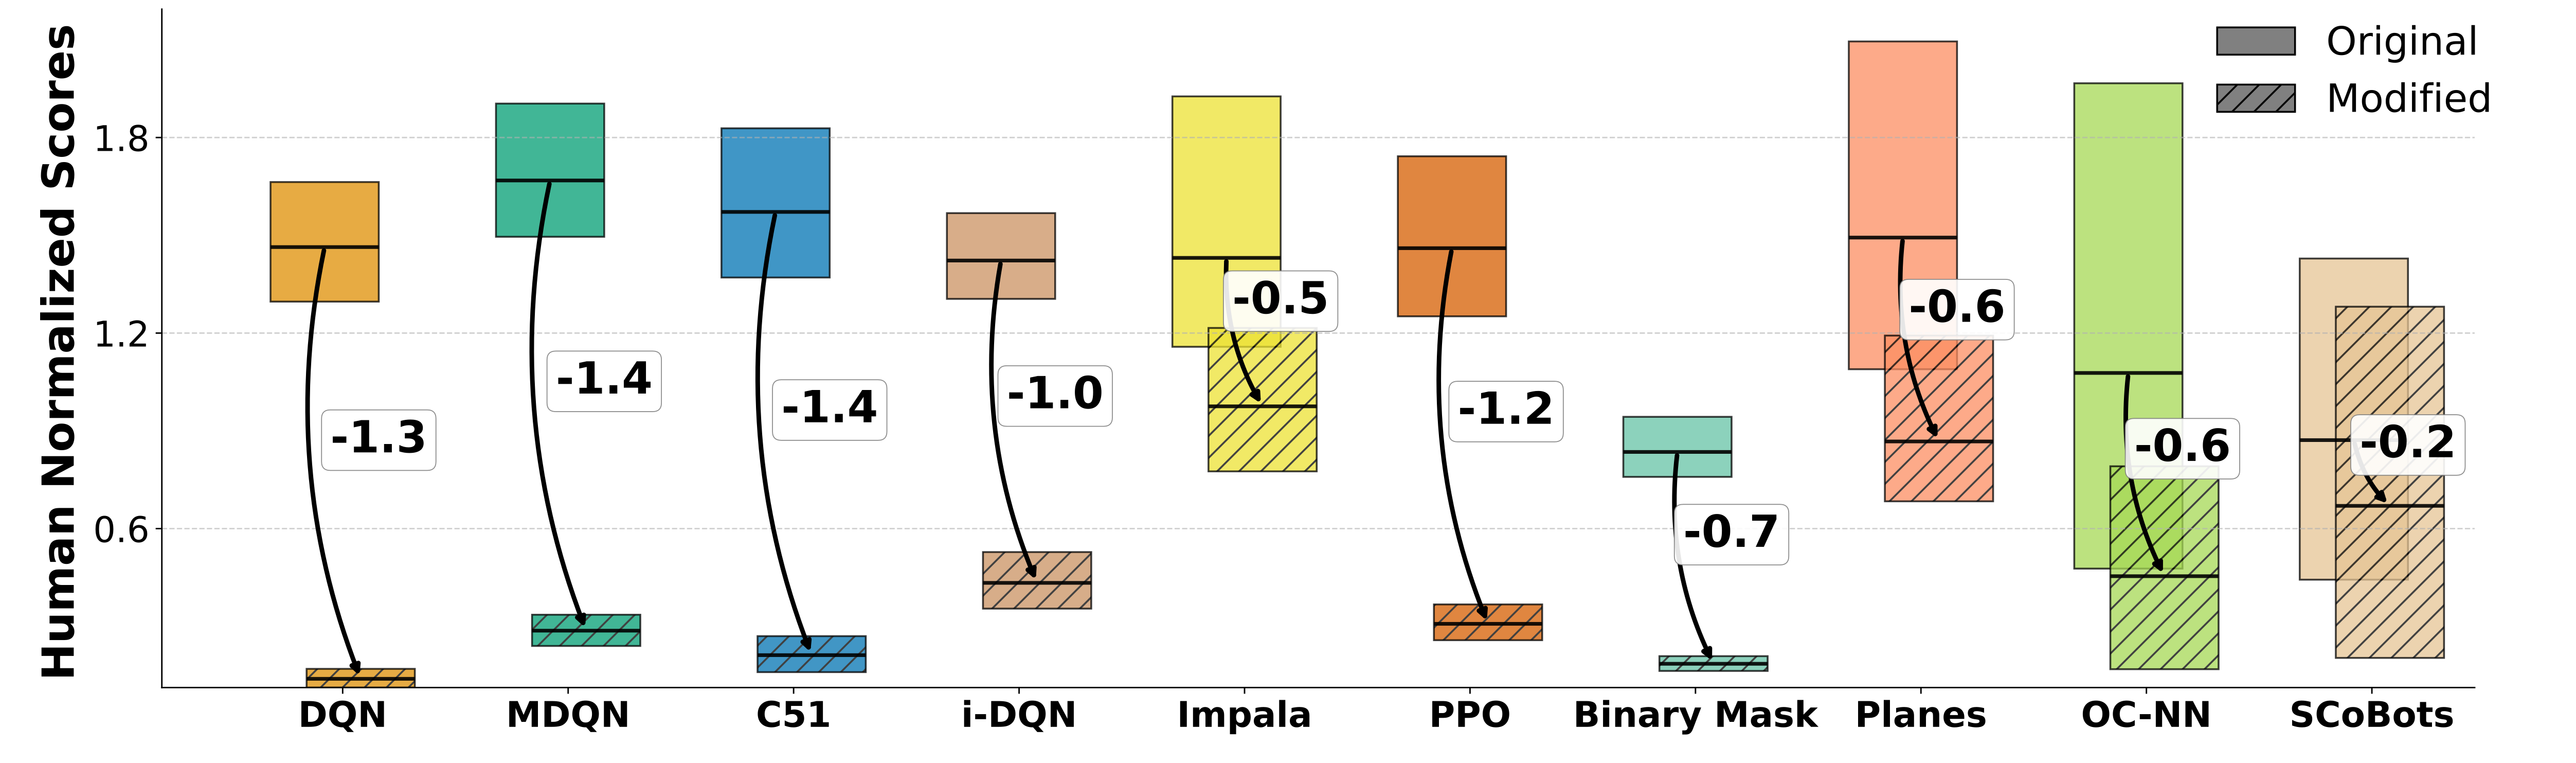 Human Normalized Scores
1.8
1.2
0.6
Original
Modified
-1.3
-1.4
-1.4
-1.0
-0.5
-1.2
-0.7
-0.6
-0.6
-0.2
DQN
MDQN
C51
i-DQN
Impala
PPO
Binary Mask
Planes
OC-NN
SCoBots